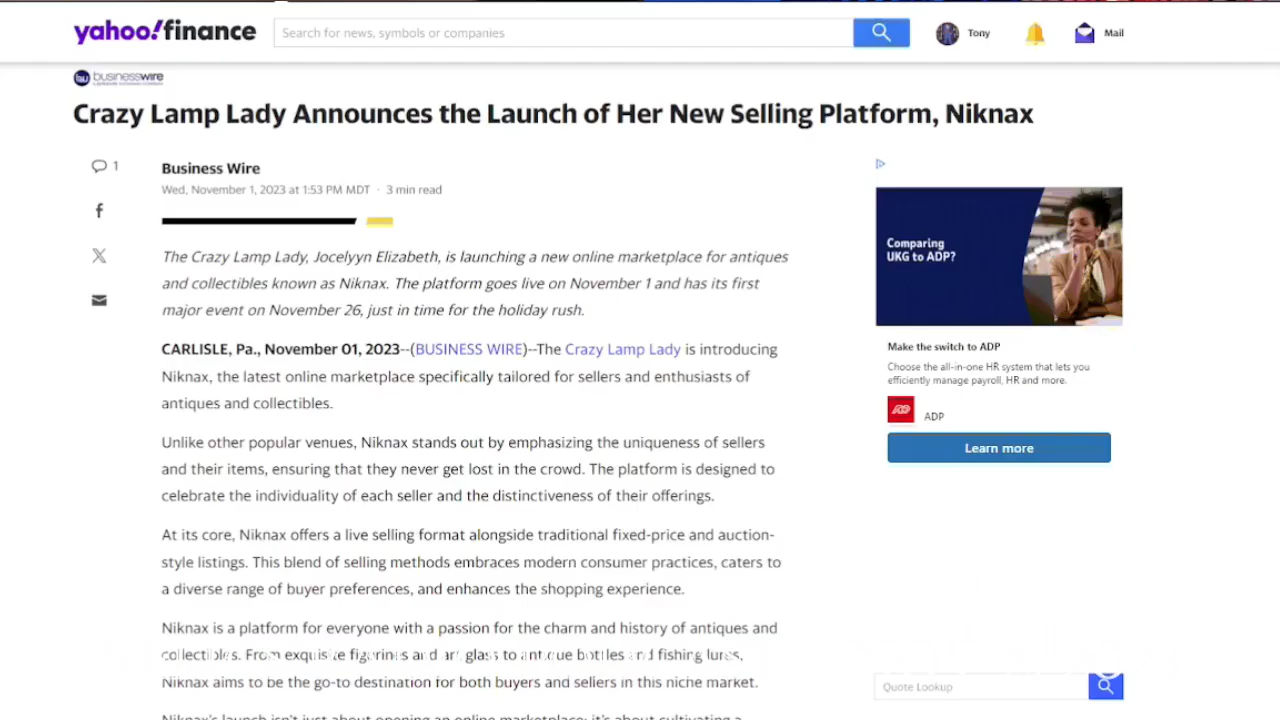 yahoo!finance
Search for news, symbols or companies
Tony
Mail
businesswire
Crazy Lamp Lady Announces the Launch of Her New Selling Platform, Niknax
1
Business Wire
Wed, November 1, 2023 at 1:53 PM MDT · 3 min read
The Crazy Lamp Lady, Jocelyyn Elizabeth, is launching a new online marketplace for antiques
and collectibles known as Niknax. The platform goes live on November 1 and has its first
major event on November 26, just in time for the holiday rush.
CARLISLE, Pa., November 01, 2023--(BUSINESS WIRE)--The Crazy Lamp Lady is introducing
Niknax, the latest online marketplace specifically tailored for sellers and enthusiasts of
antiques and collectibles.
Unlike other popular venues, Niknax stands out by emphasizing the uniqueness of sellers
and their items, ensuring that they never get lost in the crowd. The platform is designed to
celebrate the individuality of each seller and the distinctiveness of their offerings.
At its core, Niknax offers a live selling format alongside traditional fixed-price and auction-
style listings. This blend of selling methods embraces modern consumer practices, caters to
a diverse range of buyer preferences, and enhances the shopping experience.
Niknax is a platform for everyone with a passion for the charm and history of antiques and
collectibles. From exquisite figurines and art glass to antique bottles and fishing lures,
Niknax aims to be the go-to destination for both buyers and sellers in this niche market.
Niknax's launch isn't just about opening an online marketplace; it's about cultivating a
Comparing
UKG to ADP?
Make the switch to ADP
Choose the all-in-one HR system that lets you
efficiently manage payroll, HR and more.
ADP
Learn more
Quote Lookup